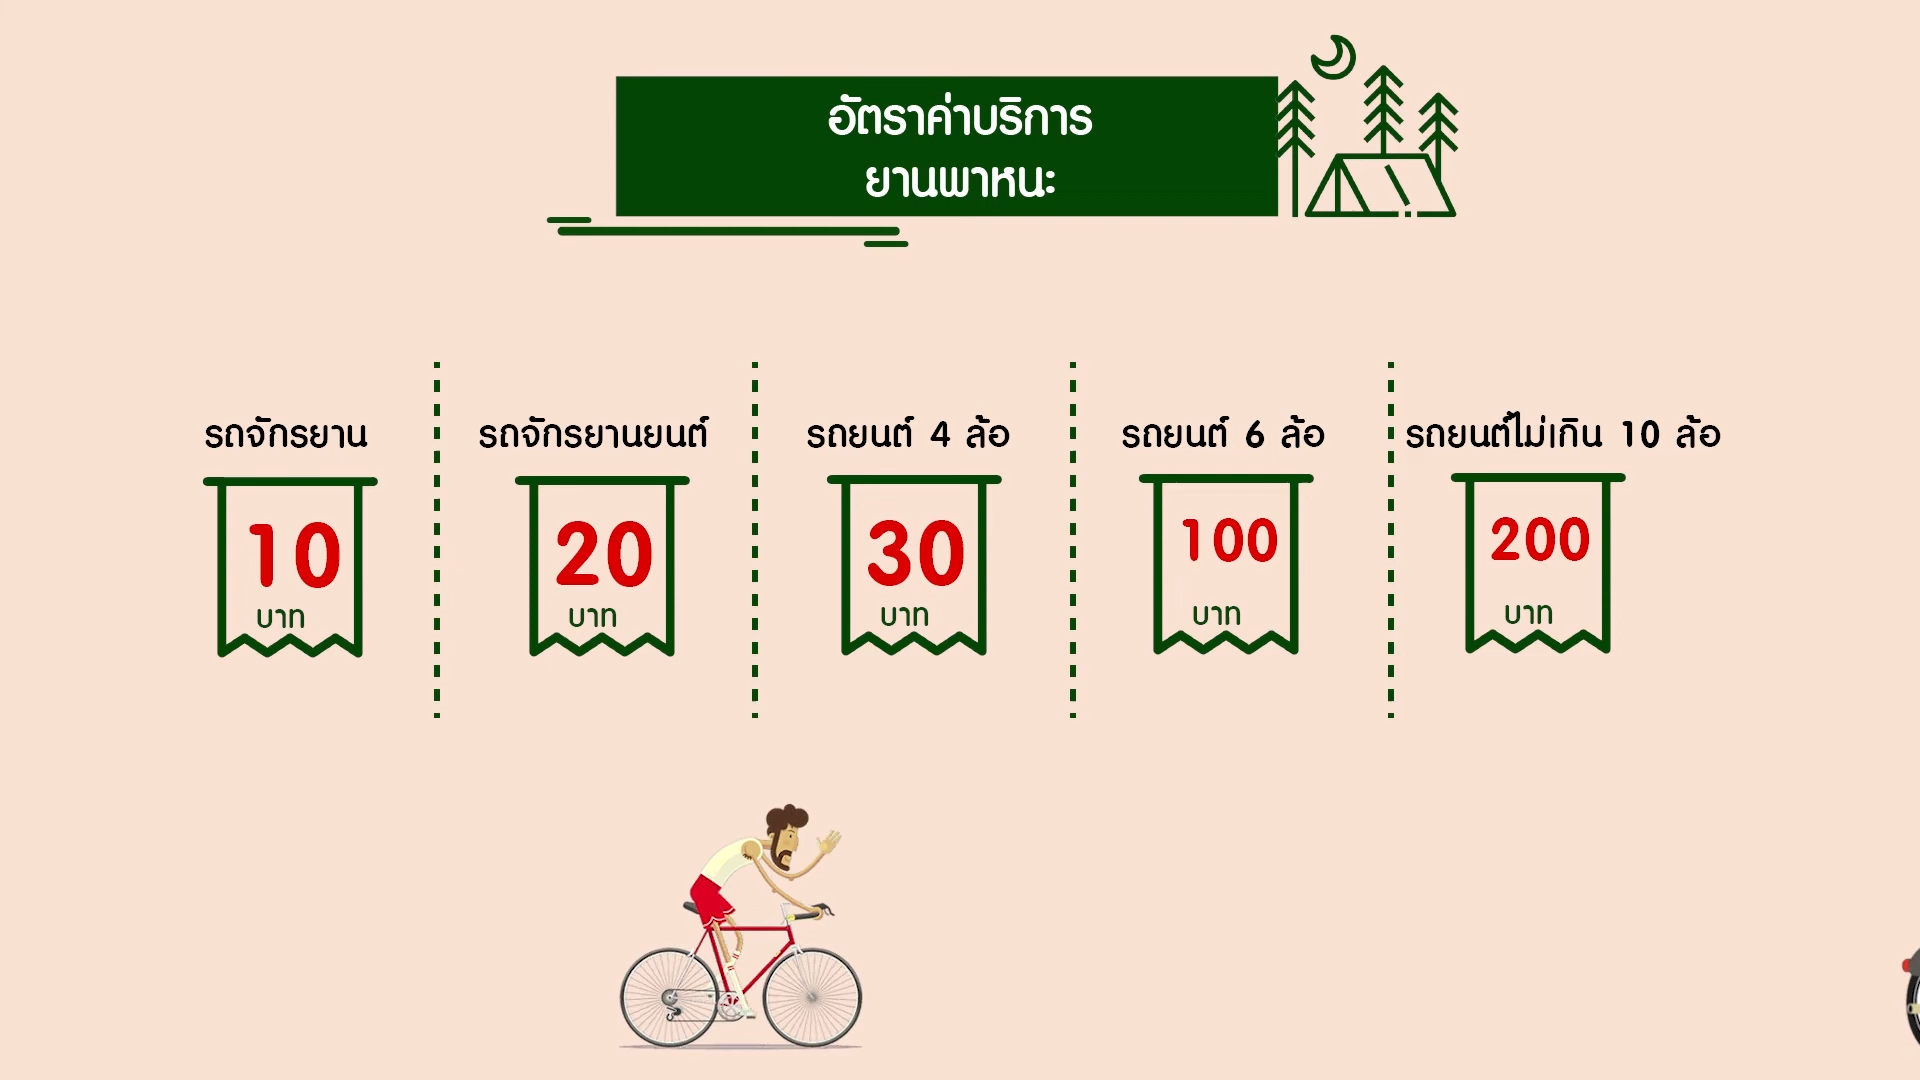 อัตราค่าบริการ
ยานพาหนะ
รถจักรยาน
10
บาท
รถจักรยานยนต์
20
บาท
รถยนต์ 4 ล้อ
30
บาท
รถยนต์ 6 ล้อ
100
บาท
รถยนต์ไม่เกิน 10 ล้อ
200
บาท